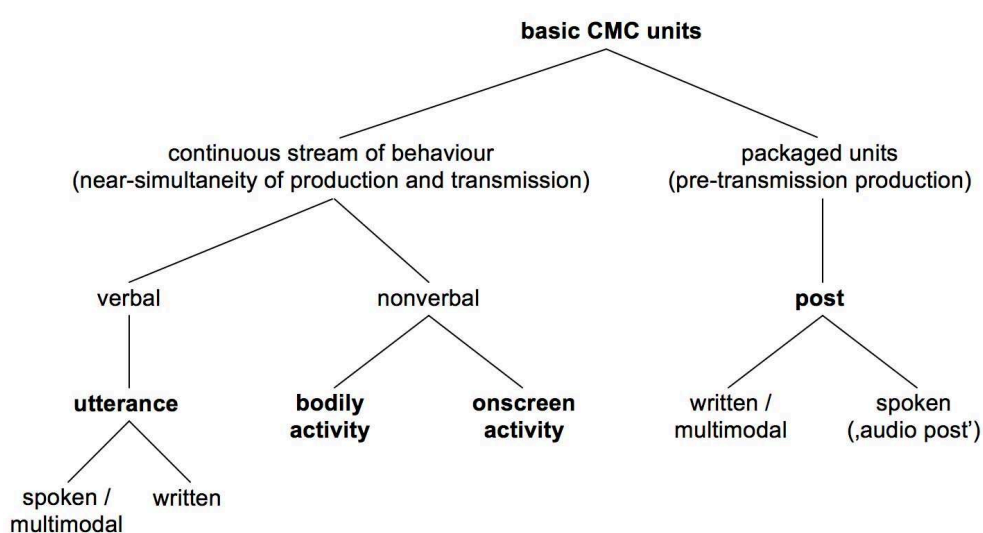 basic CMC units
continuous stream of behaviour
(near-simultaneity of production and transmission)
packaged units
(pre-transmission production)
verbal
nonverbal
post
utterance
bodily
activity
onscreen
activity
written /
multimodal
spoken
(‚audio post’)
spoken /
multimodal
written